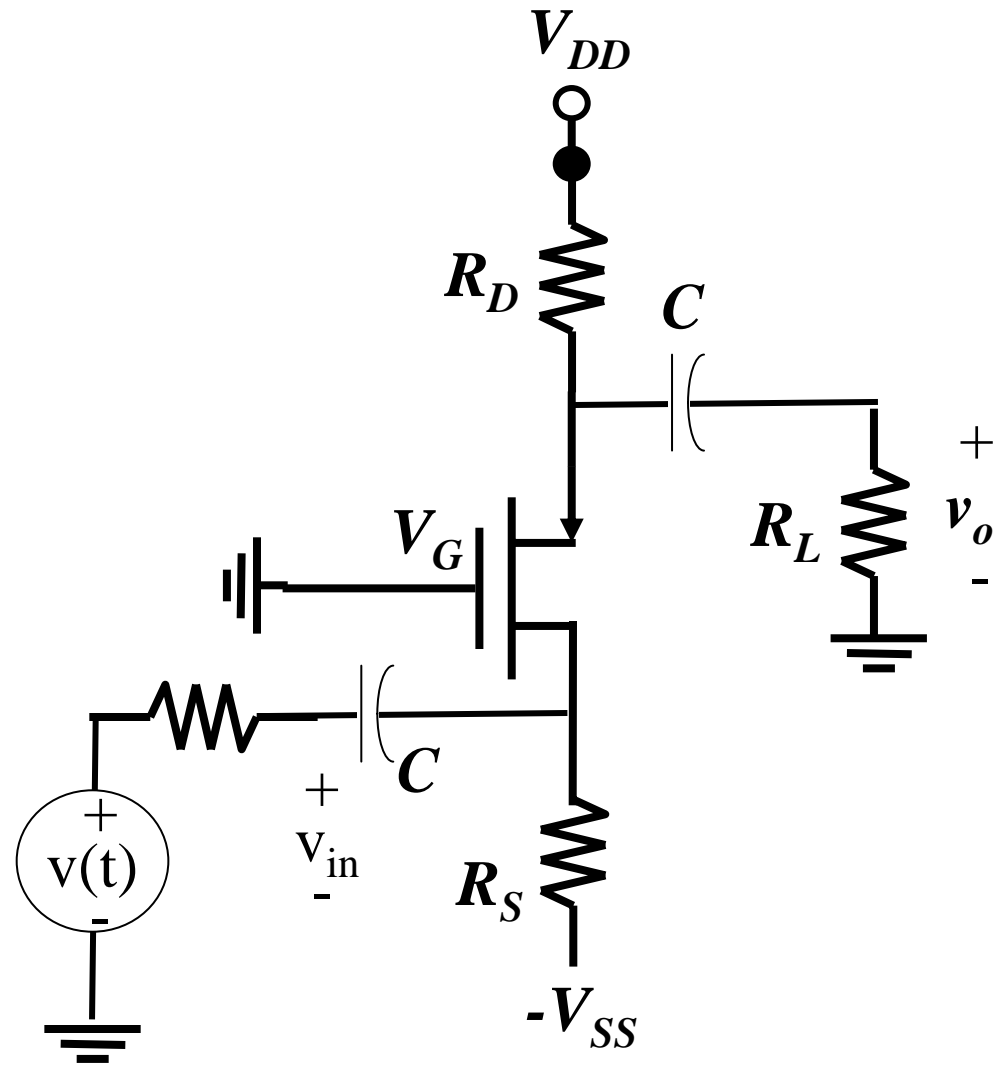 V_DD
R_D
C
+
V_G
R_L
v_o
-
C
+
+
v(t)
v_in
-
-
R_S
-V_SS